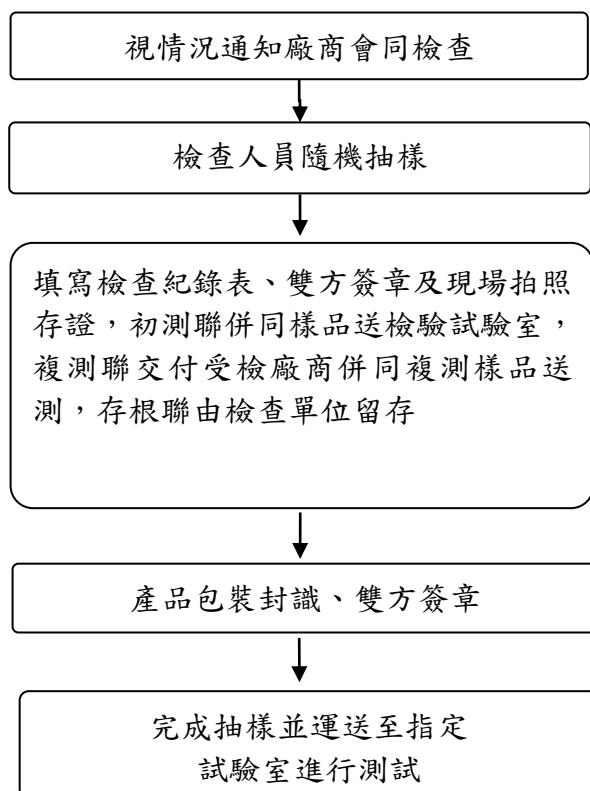 視情況通知廠商會同檢查
檢查人員隨機抽樣
填寫檢查紀錄表、雙方簽章及現場拍照
存證，初測聯併同樣品送檢驗試驗室，
複測聯交付受檢廠商併同複測樣品送
測，存根聯由檢查單位留存
產品包裝封識、雙方簽章
完成抽樣並運送至指定
試驗室進行測試